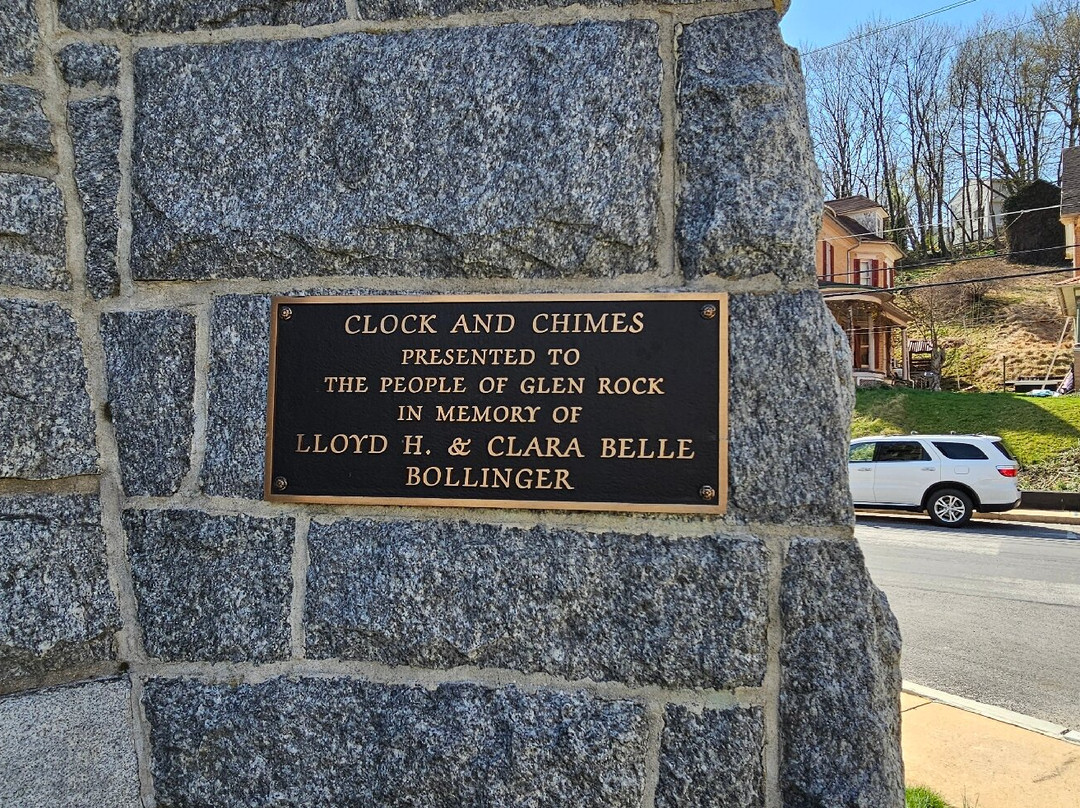 CLOCK AND CHIMES
PRESENTED TO
THE PEOPLE OF GLEN ROCK
IN MEMORY OF
LLOYD H. & CLARA BELLE
BOLLINGER